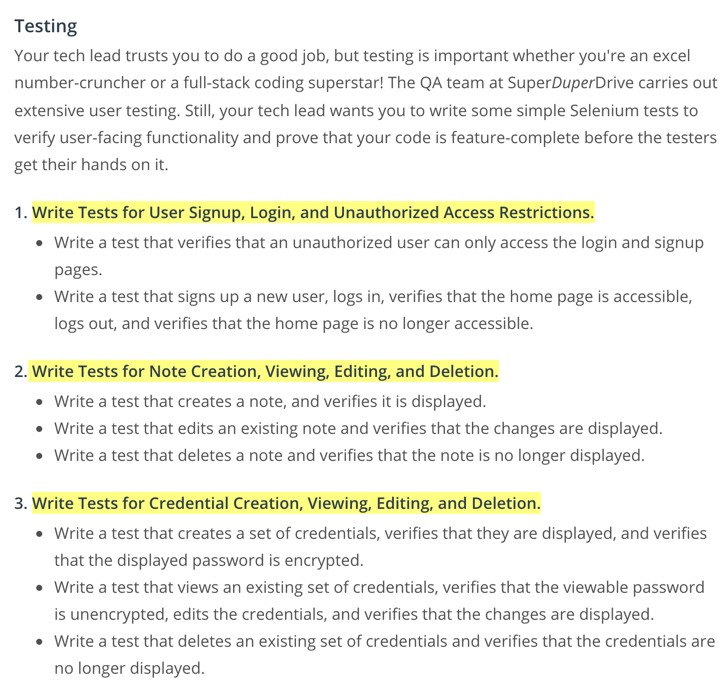 Testing
Your tech lead trusts you to do a good job, but testing is important whether you're an excel
number-cruncher or a full-stack coding superstar! The QA team at SuperDuperDrive carries out
extensive user testing. Still, your tech lead wants you to write some simple Selenium tests to
verify user-facing functionality and prove that your code is feature-complete before the testers
get their hands on it.
1. Write Tests for User Signup, Login, and Unauthorized Access Restrictions.
• Write a test that verifies that an unauthorized user can only access the login and signup
pages.
• Write a test that signs up a new user, logs in, verifies that the home page is accessible,
logs out, and verifies that the home page is no longer accessible.
2. Write Tests for Note Creation, Viewing, Editing, and Deletion.
• Write a test that creates a note, and verifies it is displayed.
• Write a test that edits an existing note and verifies that the changes are displayed.
• Write a test that deletes a note and verifies that the note is no longer displayed.
3. Write Tests for Credential Creation, Viewing, Editing, and Deletion.
• Write a test that creates a set of credentials, verifies that they are displayed, and verifies
that the displayed password is encrypted.
• Write a test that views an existing set of credentials, verifies that the viewable password
is unencrypted, edits the credentials, and verifies that the changes are displayed.
• Write a test that deletes an existing set of credentials and verifies that the credentials are
no longer displayed.